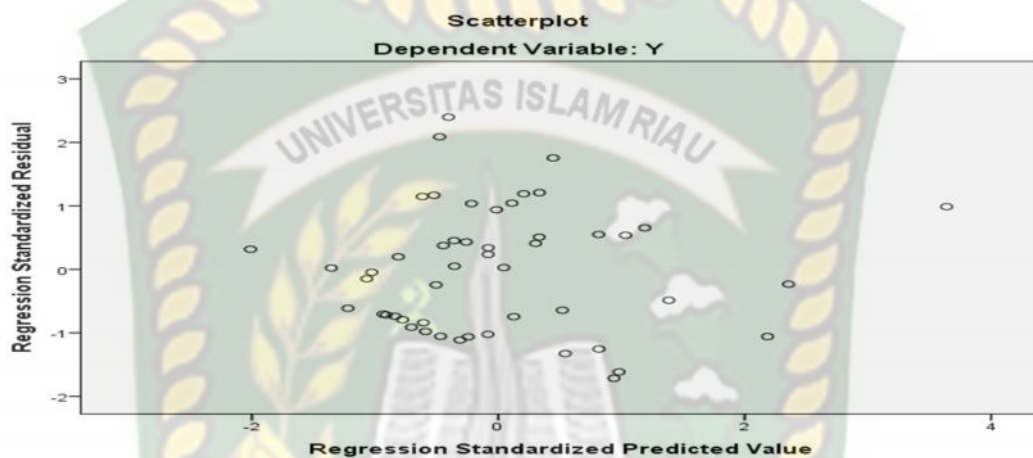 Scatterplot
Dependent Variable: Y
UNIVERSITAS ISLAM RIAU
Regression Standardized Residual
3
2
1
0
-1
-2
-2
0
2
4
Regression Standardized Predicted Value